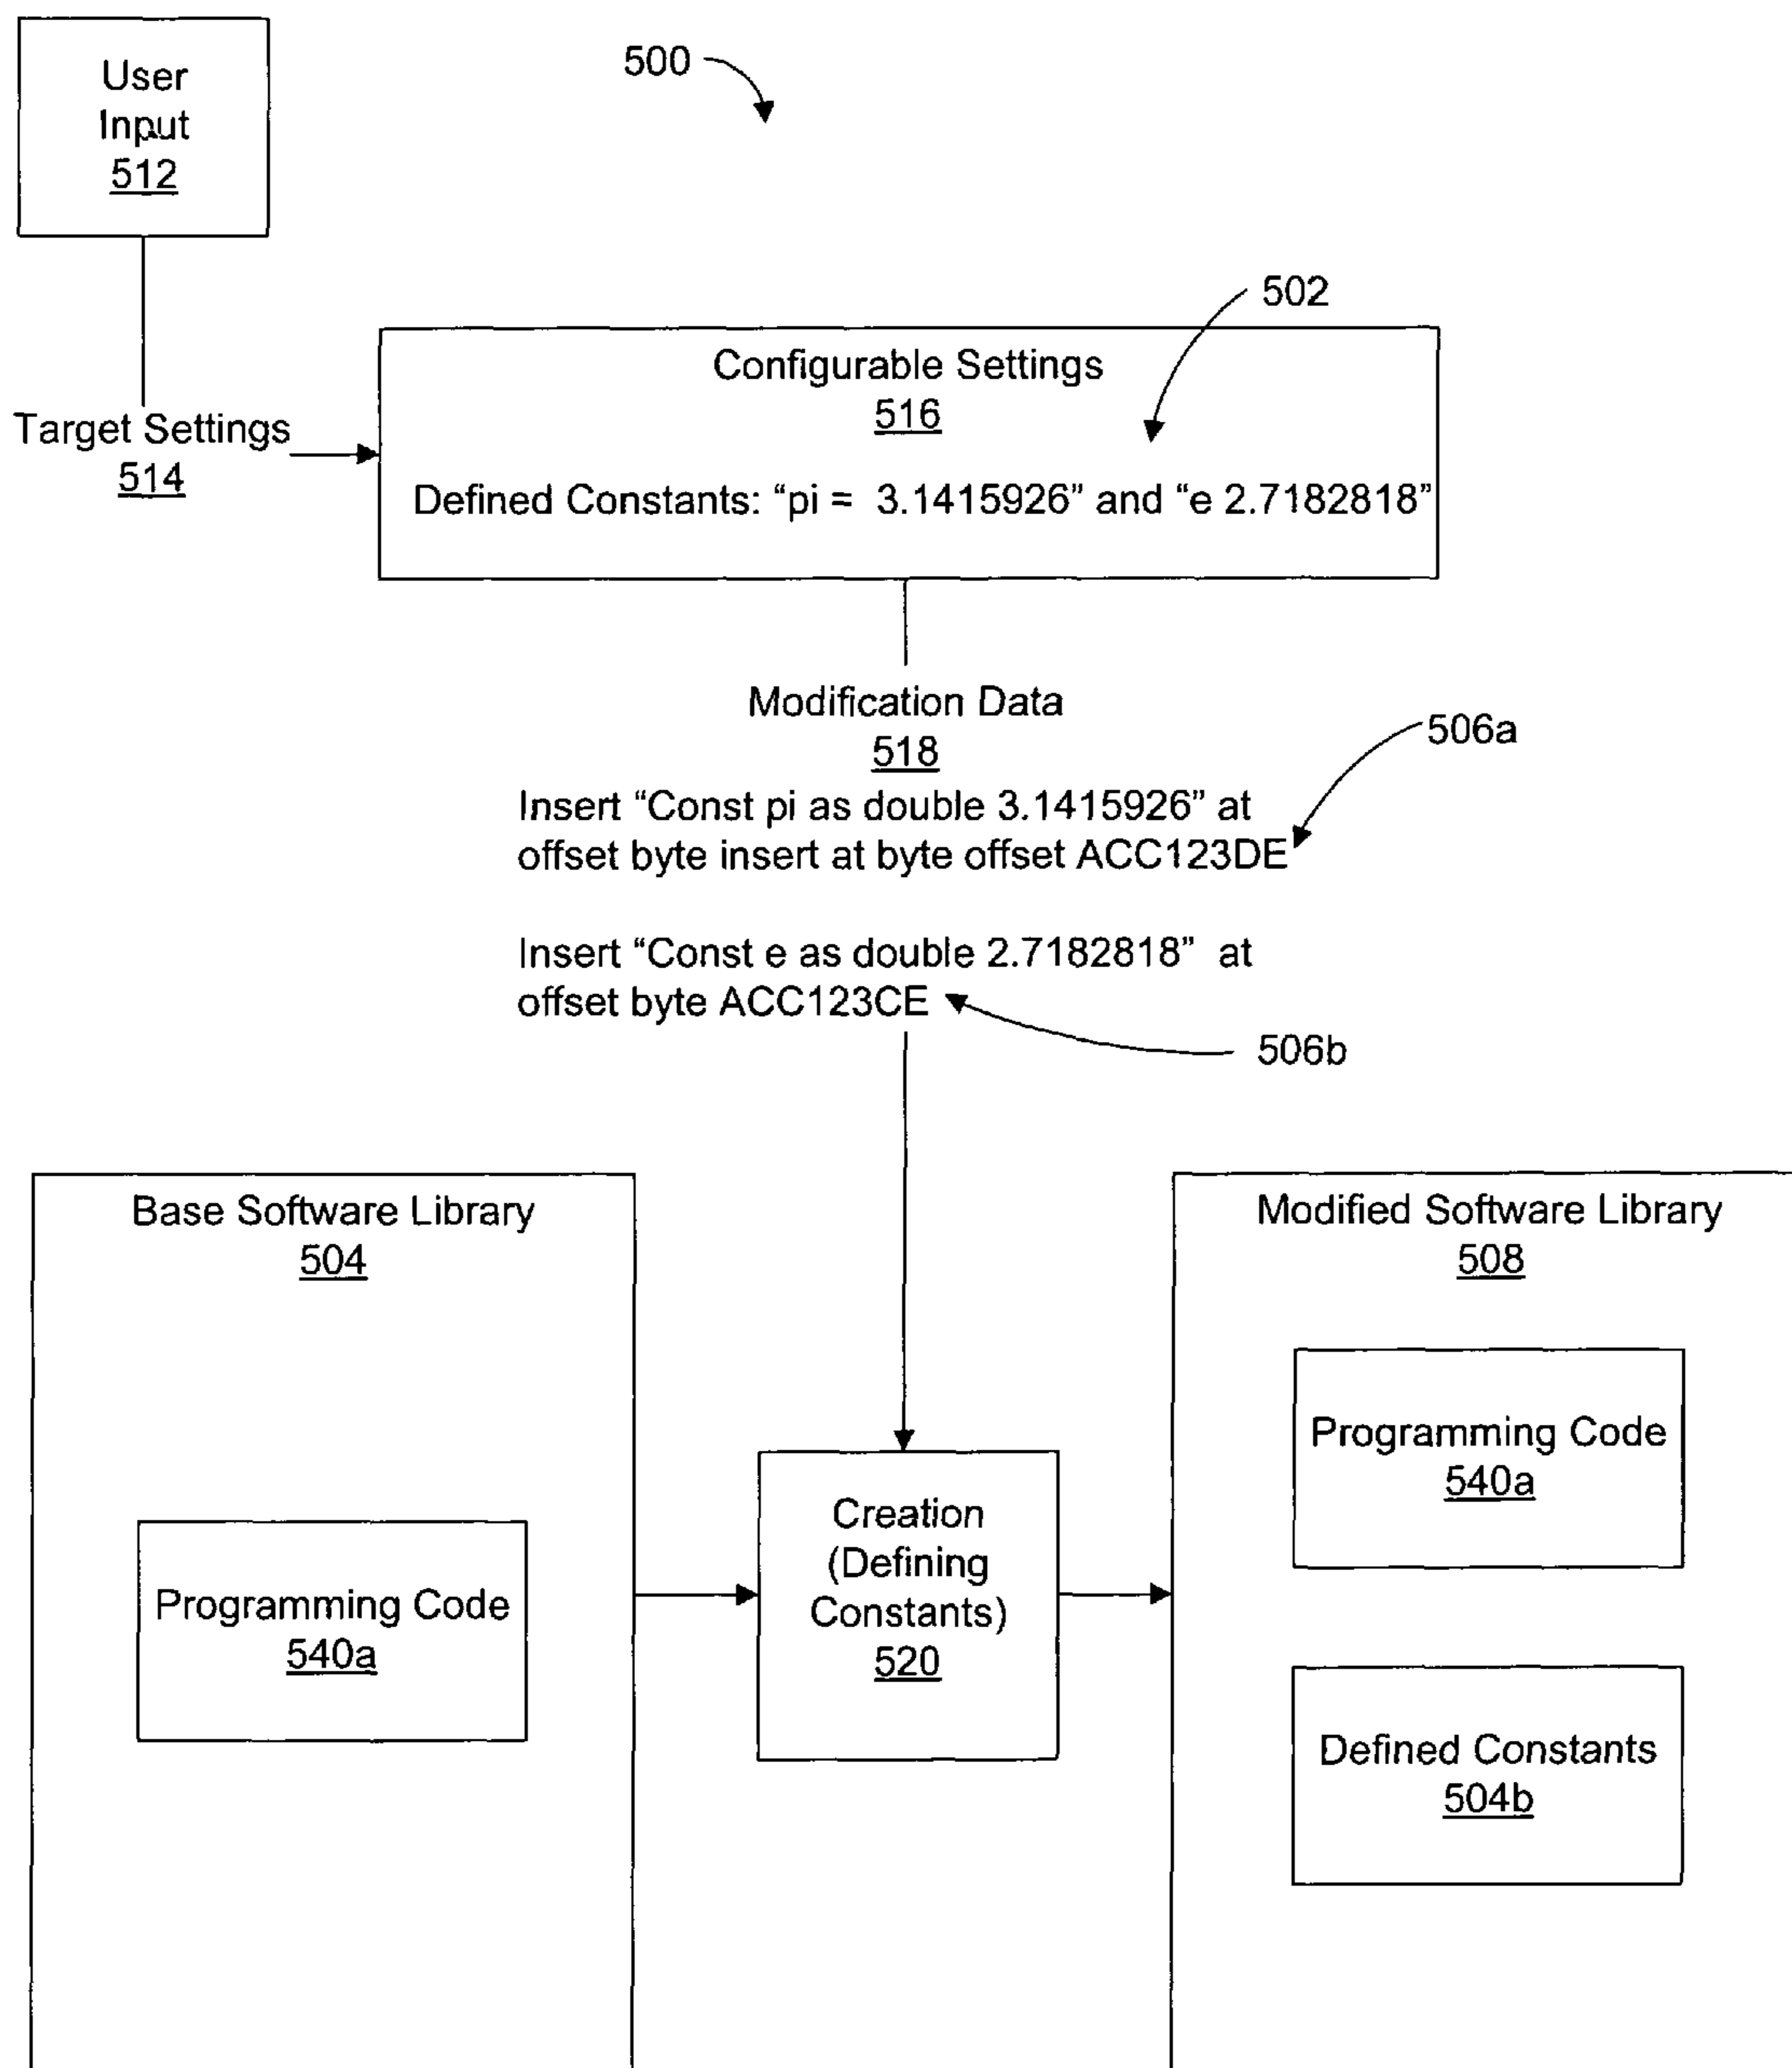 User
Input
512
500
502
Configurable Settings
516
Target Settings
514
Defined Constants: “pi = 3.1415926” and “e 2.7182818”
Modification Data
518
506a
Insert “Const pi as double 3.1415926” at
offset byte insert at byte offset ACC123DE
Insert “Const e as double 2.7182818” at
offset byte ACC123CE
506b
Base Software Library
504
Programming Code
540a
Creation
(Defining
Constants)
520
Modified Software Library
508
Programming Code
540a
Defined Constants
504b